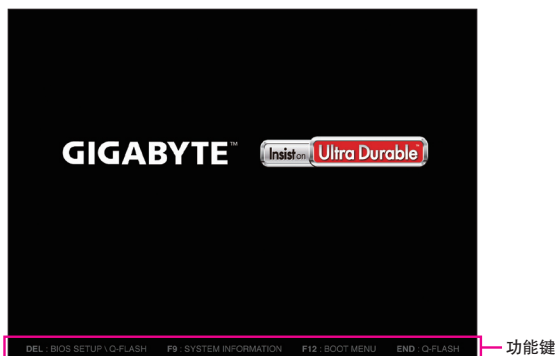 GIGABYTE™
Insist on Ultra Durable™
DEL : BIOS SETUP \ Q-FLASH F9 : SYSTEM INFORMATION F12 : BOOT MENU END : Q-FLASH
功能键